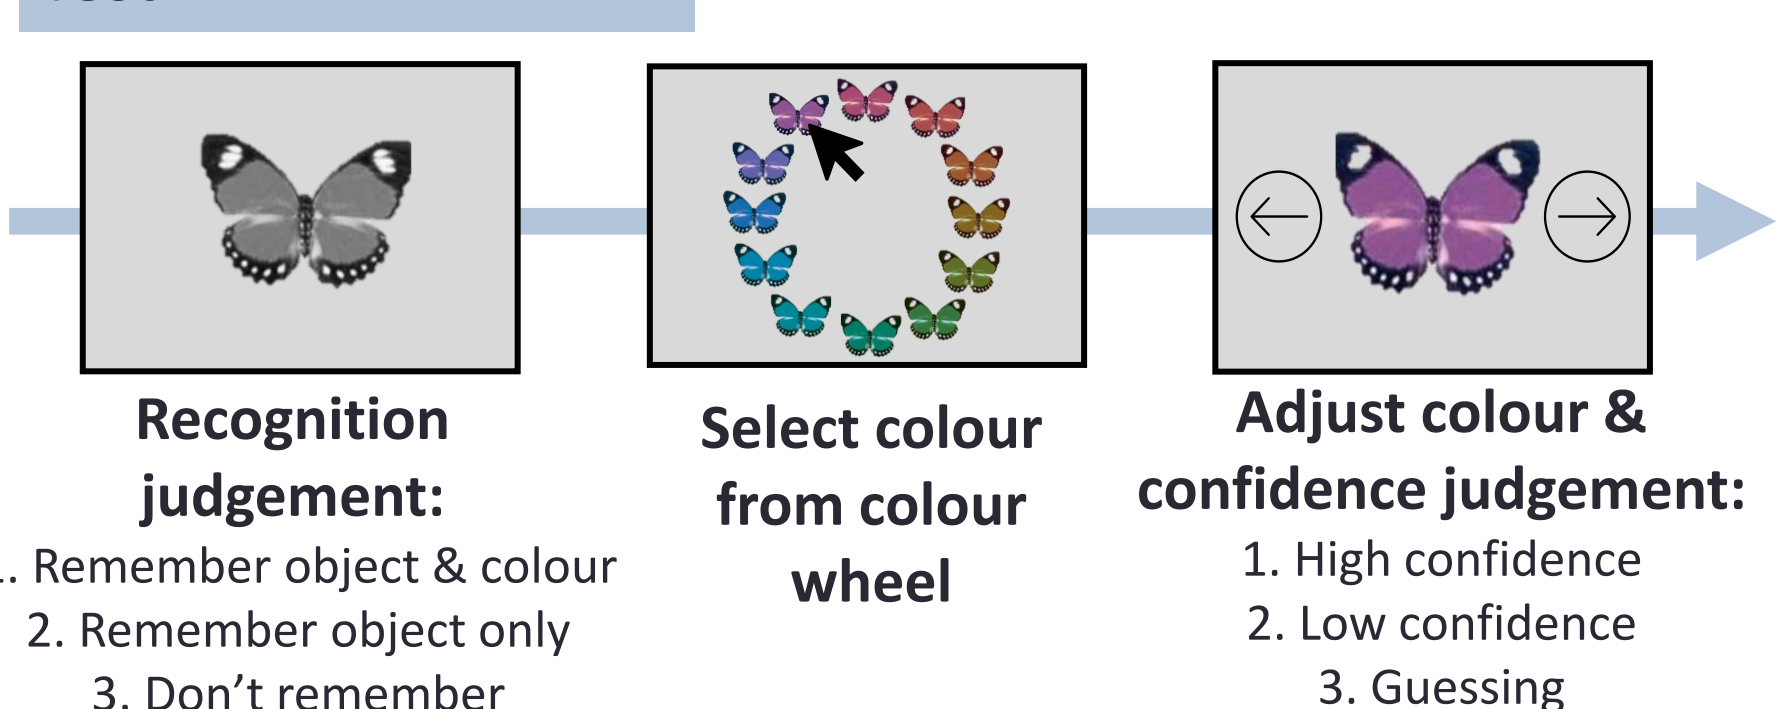 Recognition
judgement:
. Remember object & colour
2. Remember object only
3. Don't remember
Select colour
from colour
wheel
Adjust colour &
confidence judgement:
1. High confidence
2. Low confidence
3. Guessing